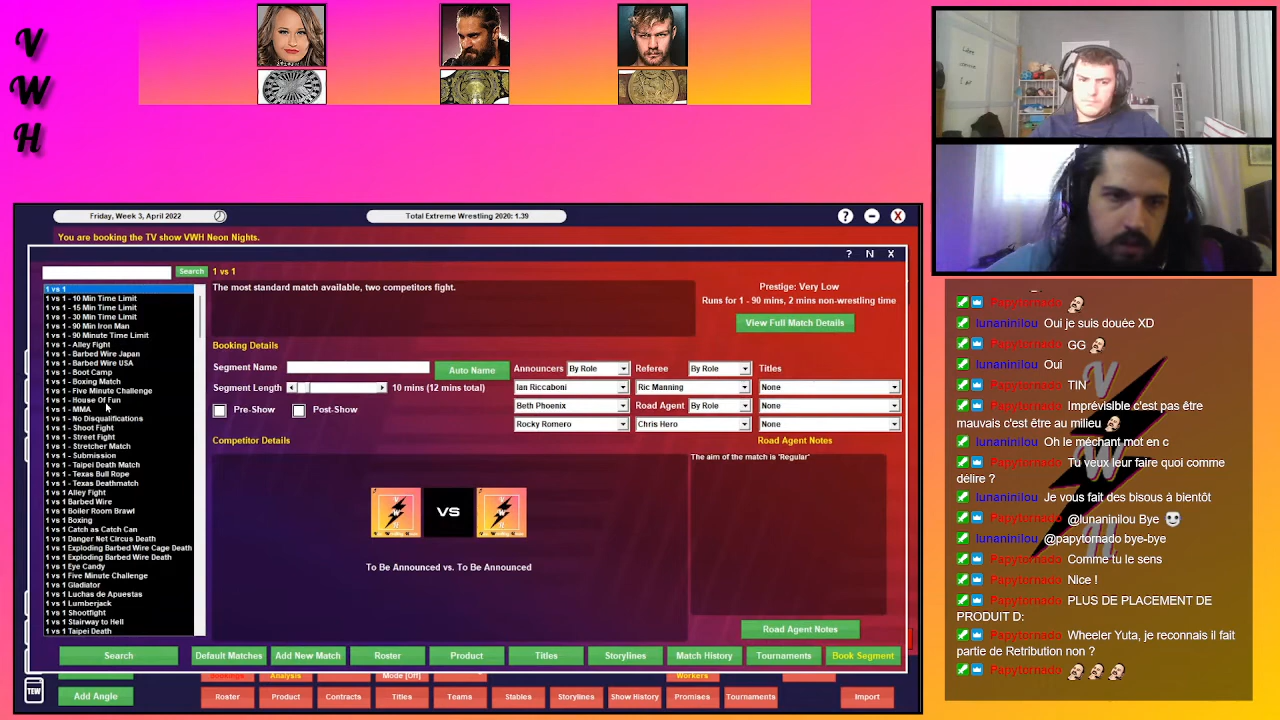 V
W
H
Friday, Week 3, April 2022
Total Extreme Wrestling 2020: 1.39
You are booking the TV show VWH Neon Nights.
Search
1 vs 1
1 vs 1
1 vs 1 - 10 Min Time Limit
1 vs 1 - 15 Min Time Limit
1 vs 1 - 30 Min Time Limit
1 vs 1 - 90 Min Iron Man
1 vs 1 - 90 Minute Time Limit
1 vs 1 - Alley Fight
1 vs 1 - Barbed Wire Japan
1 vs 1 - Barbed Wire USA
1 vs 1 - Boot Camp
1 vs 1 - Boxing Match
1 vs 1 - Five Minute Challenge
1 vs 1 - House Of Fun
1 vs 1 - MMA
1 vs 1 - No Disqualifications
1 vs 1 - Shoot Fight
1 vs 1 - Street Fight
1 vs 1 - Stretcher Match
1 vs 1 - Submission
1 vs 1 - Taipei Death Match
1 vs 1 - Texas Bull Rope
1 vs 1 - Texas Deathmatch
1 vs 1 Alley Fight
1 vs 1 Barbed Wire
1 vs 1 Boiler Room Brawl
1 vs 1 Boxing
1 vs 1 Catch as Catch Can
1 vs 1 Danger Net Circus Death
1 vs 1 Exploding Barbed Wire Cage Death
1 vs 1 Exploding Barbed Wire Death
1 vs 1 Eye Candy
1 vs 1 Five Minute Challenge
1 vs 1 Gladiator
1 vs 1 Luchas de Apuestas
1 vs 1 Lumberjack
1 vs 1 Shootfight
1 vs 1 Stairway to Hell
1 vs 1 Taipei Death
The most standard match available, two competitors fight.
Prestige: Very Low
Runs for 1 - 90 mins, 2 mins non-wrestling time
View Full Match Details
Booking Details
Segment Name
Auto Name
Segment Length
10 mins (12 mins total)
Pre-Show
Post-Show
Announcers
By Role
Referee
By Role
Titles
Ian Riccaboni
Ric Manning
None
Beth Phoenix
Road Agent
By Role
None
Rocky Romero
Chris Hero
None
Competitor Details
Road Agent Notes
The aim of the match is 'Regular'
VS
To Be Announced vs. To Be Announced
Road Agent Notes
Search
Default Matches
Add New Match
Roster
Product
Titles
Storylines
Match History
Tournaments
Book Segment
Bookings
Analysis
Mode [Off]
Workers
TEW
Add Angle
Roster
Product
Contracts
Titles
Teams
Stables
Storylines
Show History
Promises
Tournaments
Import
Papytornado
lunaninilou Oui je suis douée XD
Papytornado GG
lunaninilou Oui
Papytornado TIN
Papytornado Imprévisible c'est pas être
mauvais c'est être au milieu
lunaninilou Oh le méchant mot en c
Papytornado Tu veux leur faire quoi comme
délire ?
lunaninilou Je vous fait des bisous à bientôt
Papytornado @lunaninilou Bye
lunaninilou @papytornado bye-bye
Papytornado Comme tu le sens
Papytornado Nice !
Papytornado PLUS DE PLACEMENT DE
PRODUIT D:
Papytornado Wheeler Yuta, je reconnais il fait
partie de Retribution non ?
Papytornado